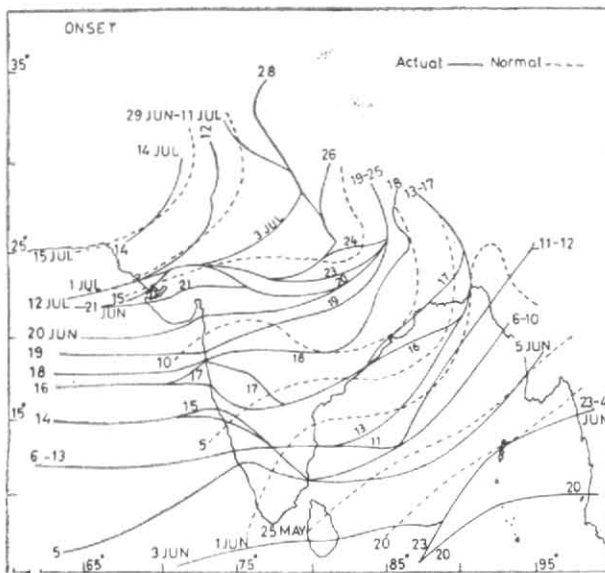 ONSET
35°
Actual —— Normal -----
28
29 JUN-11 JUL
12
14 JUL
26
19-25
18
13-17
3 JUL
25°
14
24
11-12
15 JUL
23
17
1 JUL
15
21
20
6-10
12 JUL
21
JUN
19
20 JUN
5 JUN
19
10
18
16
18
17
23-4
JUN
16
17
15°
15
14
13
5
11
6-13
20
25 MAY
1 JUN
20
23
5
3 JUN
20
65°
75°
85°
95°